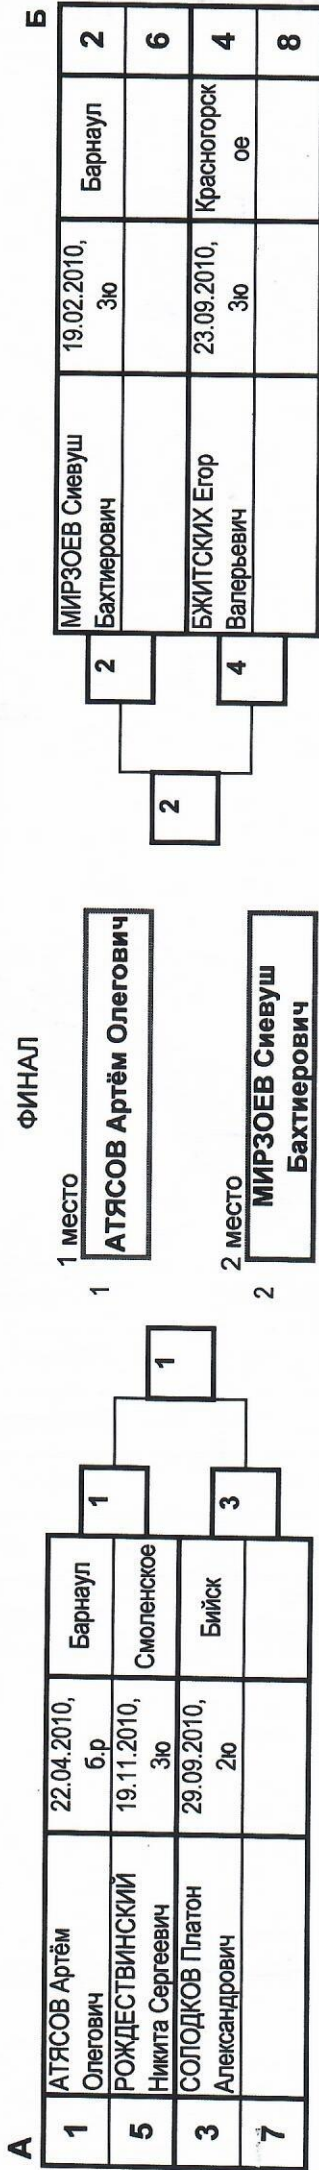 А
1
АТЯСОВ Артём
Олегович
22.04.2010,
б.р
Барнаул
5
РОЖДЕСТВИНСКИЙ
Никита Сергеевич
19.11.2010,
3ю
Смоленское
3
СОЛОДКОВ Платон
Александрович
29.09.2010,
2ю
Бийск
7
1
3
1
ФИНАЛ
1 место
1
АТЯСОВ Артём Олегович
2 место
2
МИРЗОЕВ Сиевуш
Бахтиерович
2
2
4
Б
МИРЗОЕВ Сиевуш
Бахтиерович
19.02.2010,
3ю
Барнаул
2
6
БЖИТСКИХ Егор
Валерьевич
23.09.2010,
3ю
Красногорск
ое
4
8